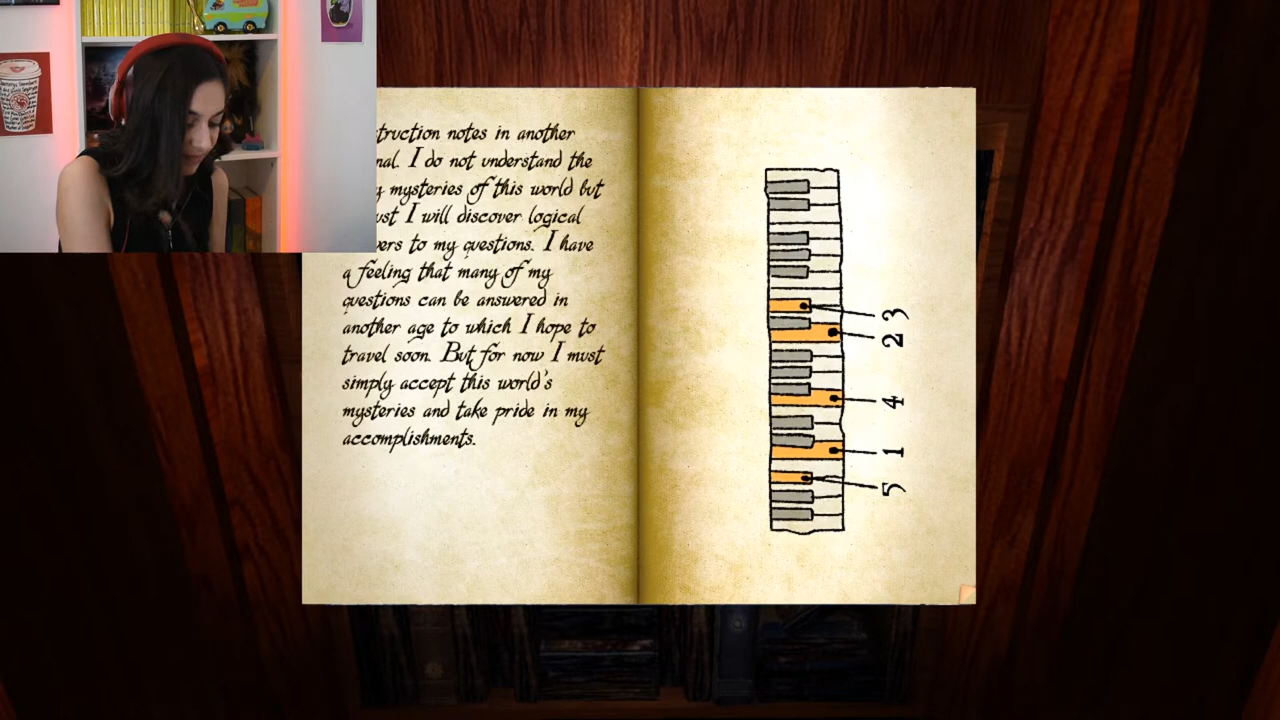 truction notes in another
nal. I do not understand the
mysteries of this world but
ust I will discover logical
ers to my questions. I have
a feeling that many of my
questions can be answered in
another age to which I hope to
travel soon. But for now I must
simply accept this world's
mysteries and take pride in my
accomplishments.
3
2
4
1
5